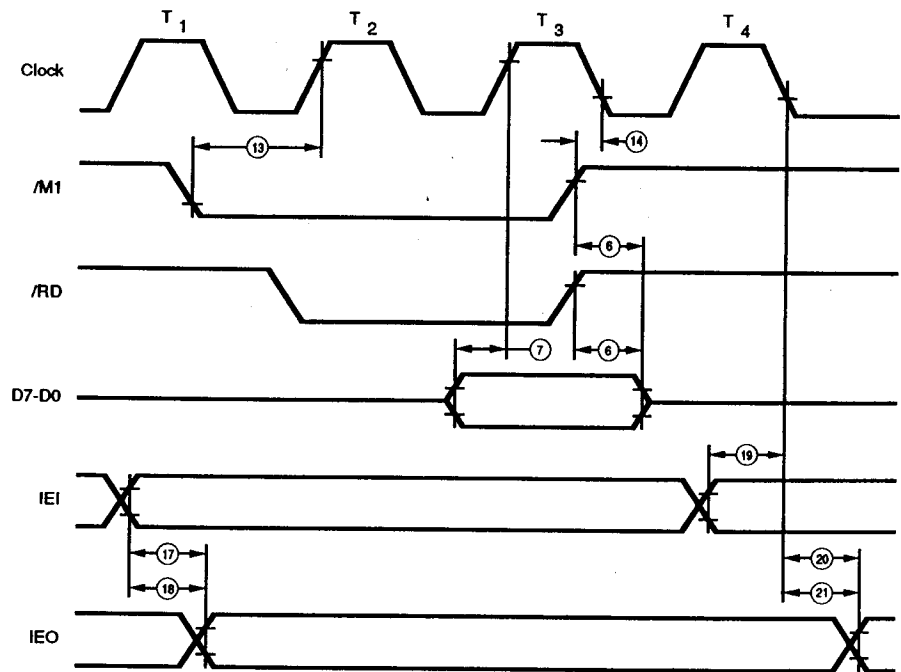 T1 T2 T3 T4
Clock
13
14
/M1
6
/RD
7 6
D7-D0
19
IEI
17 20
18 21
IEO